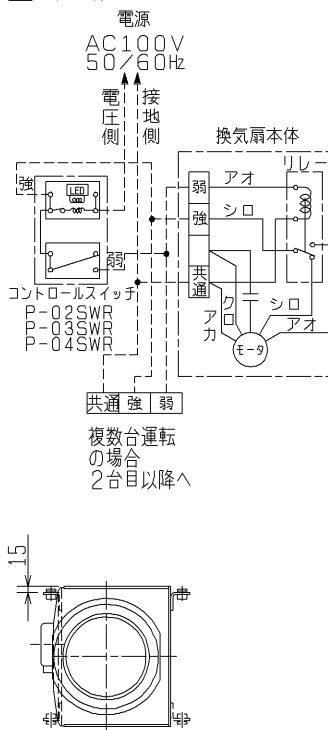 電源
AC100V
50/60Hz
電圧側
接地側
換気扇本体
リレー
強
LED
弱
アオ
強
シロ
弱
共通
コントロールスイッチ
P-02SWR
P-03SWR
P-04SWR
アカ
クロ
シロ
アオ
モータ
共通 強 弱
複数台運転
の場合
2台目以降へ
15